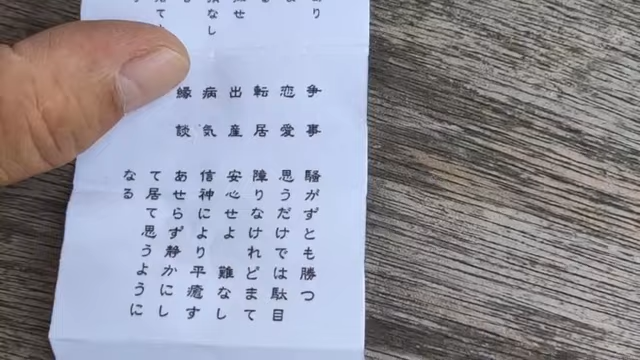 争事　騒がずとも勝つ
恋愛　思うだけでは駄目
転居　障りなけれどまて
出産　安心せよ　難なし
病気　信神により平癒す
縁談　あせらず静かにし
て居て思うように
なる